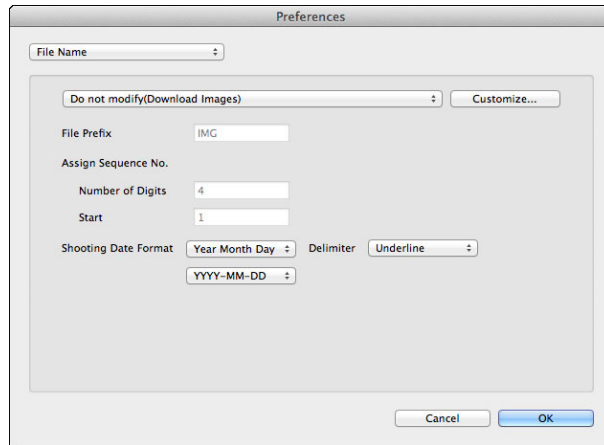 Preferences
File Name
Do not modify(Download Images) Customize...
File Prefix IMG
Assign Sequence No.
Number of Digits 4
Start 1
Shooting Date Format Year Month Day Delimiter Underline
YYYY-MM-DD
Cancel OK